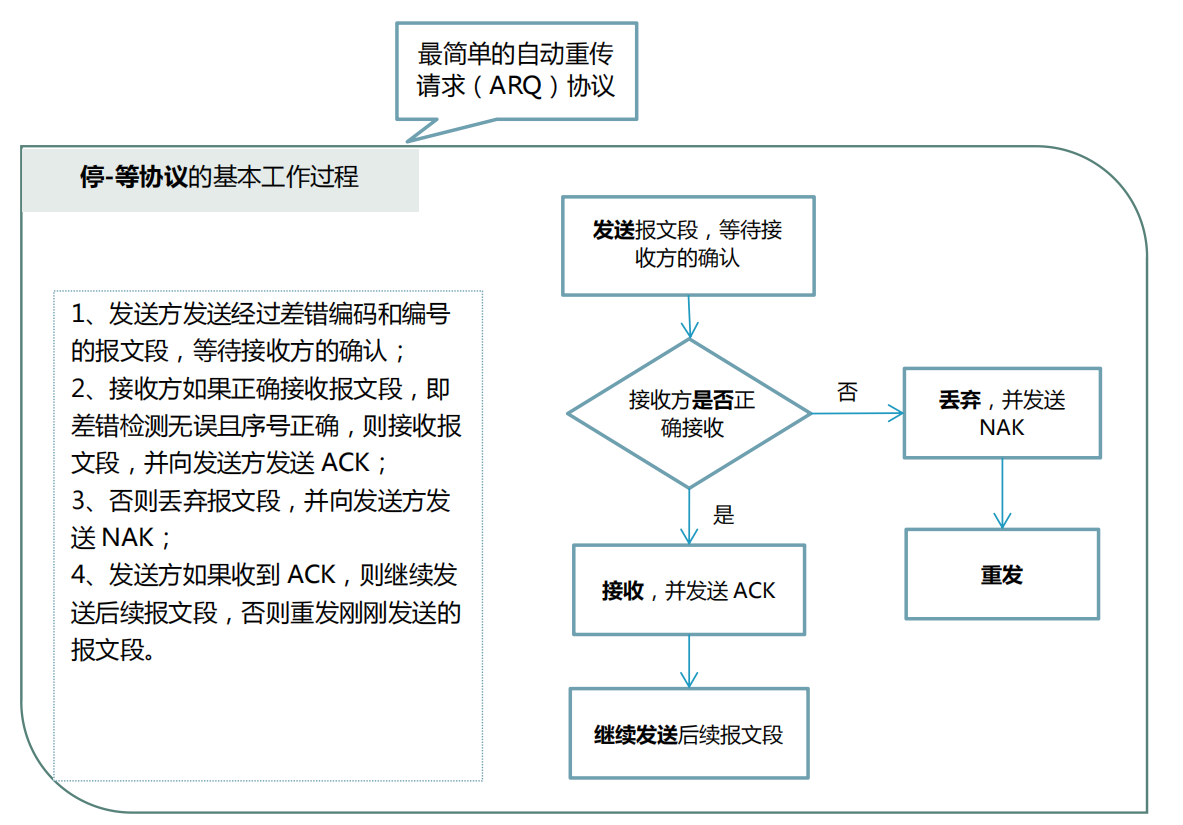 最简单的自动重传
请求（ARQ）协议
停-等协议的基本工作过程
1、发送方发送经过差错编码和编号
的报文段，等待接收方的确认；
2、接收方如果正确接收报文段，即
差错检测无误且序号正确，则接收报
文段，并向发送方发送 ACK；
3、否则丢弃报文段，并向发送方发
送 NAK；
4、发送方如果收到 ACK，则继续发
送后续报文段，否则重发刚刚发送的
报文段。
发送报文段，等待接
收方的确认
接收方是否正
确接收
否
丢弃，并发送
NAK
重发
是
接收，并发送 ACK
继续发送后续报文段